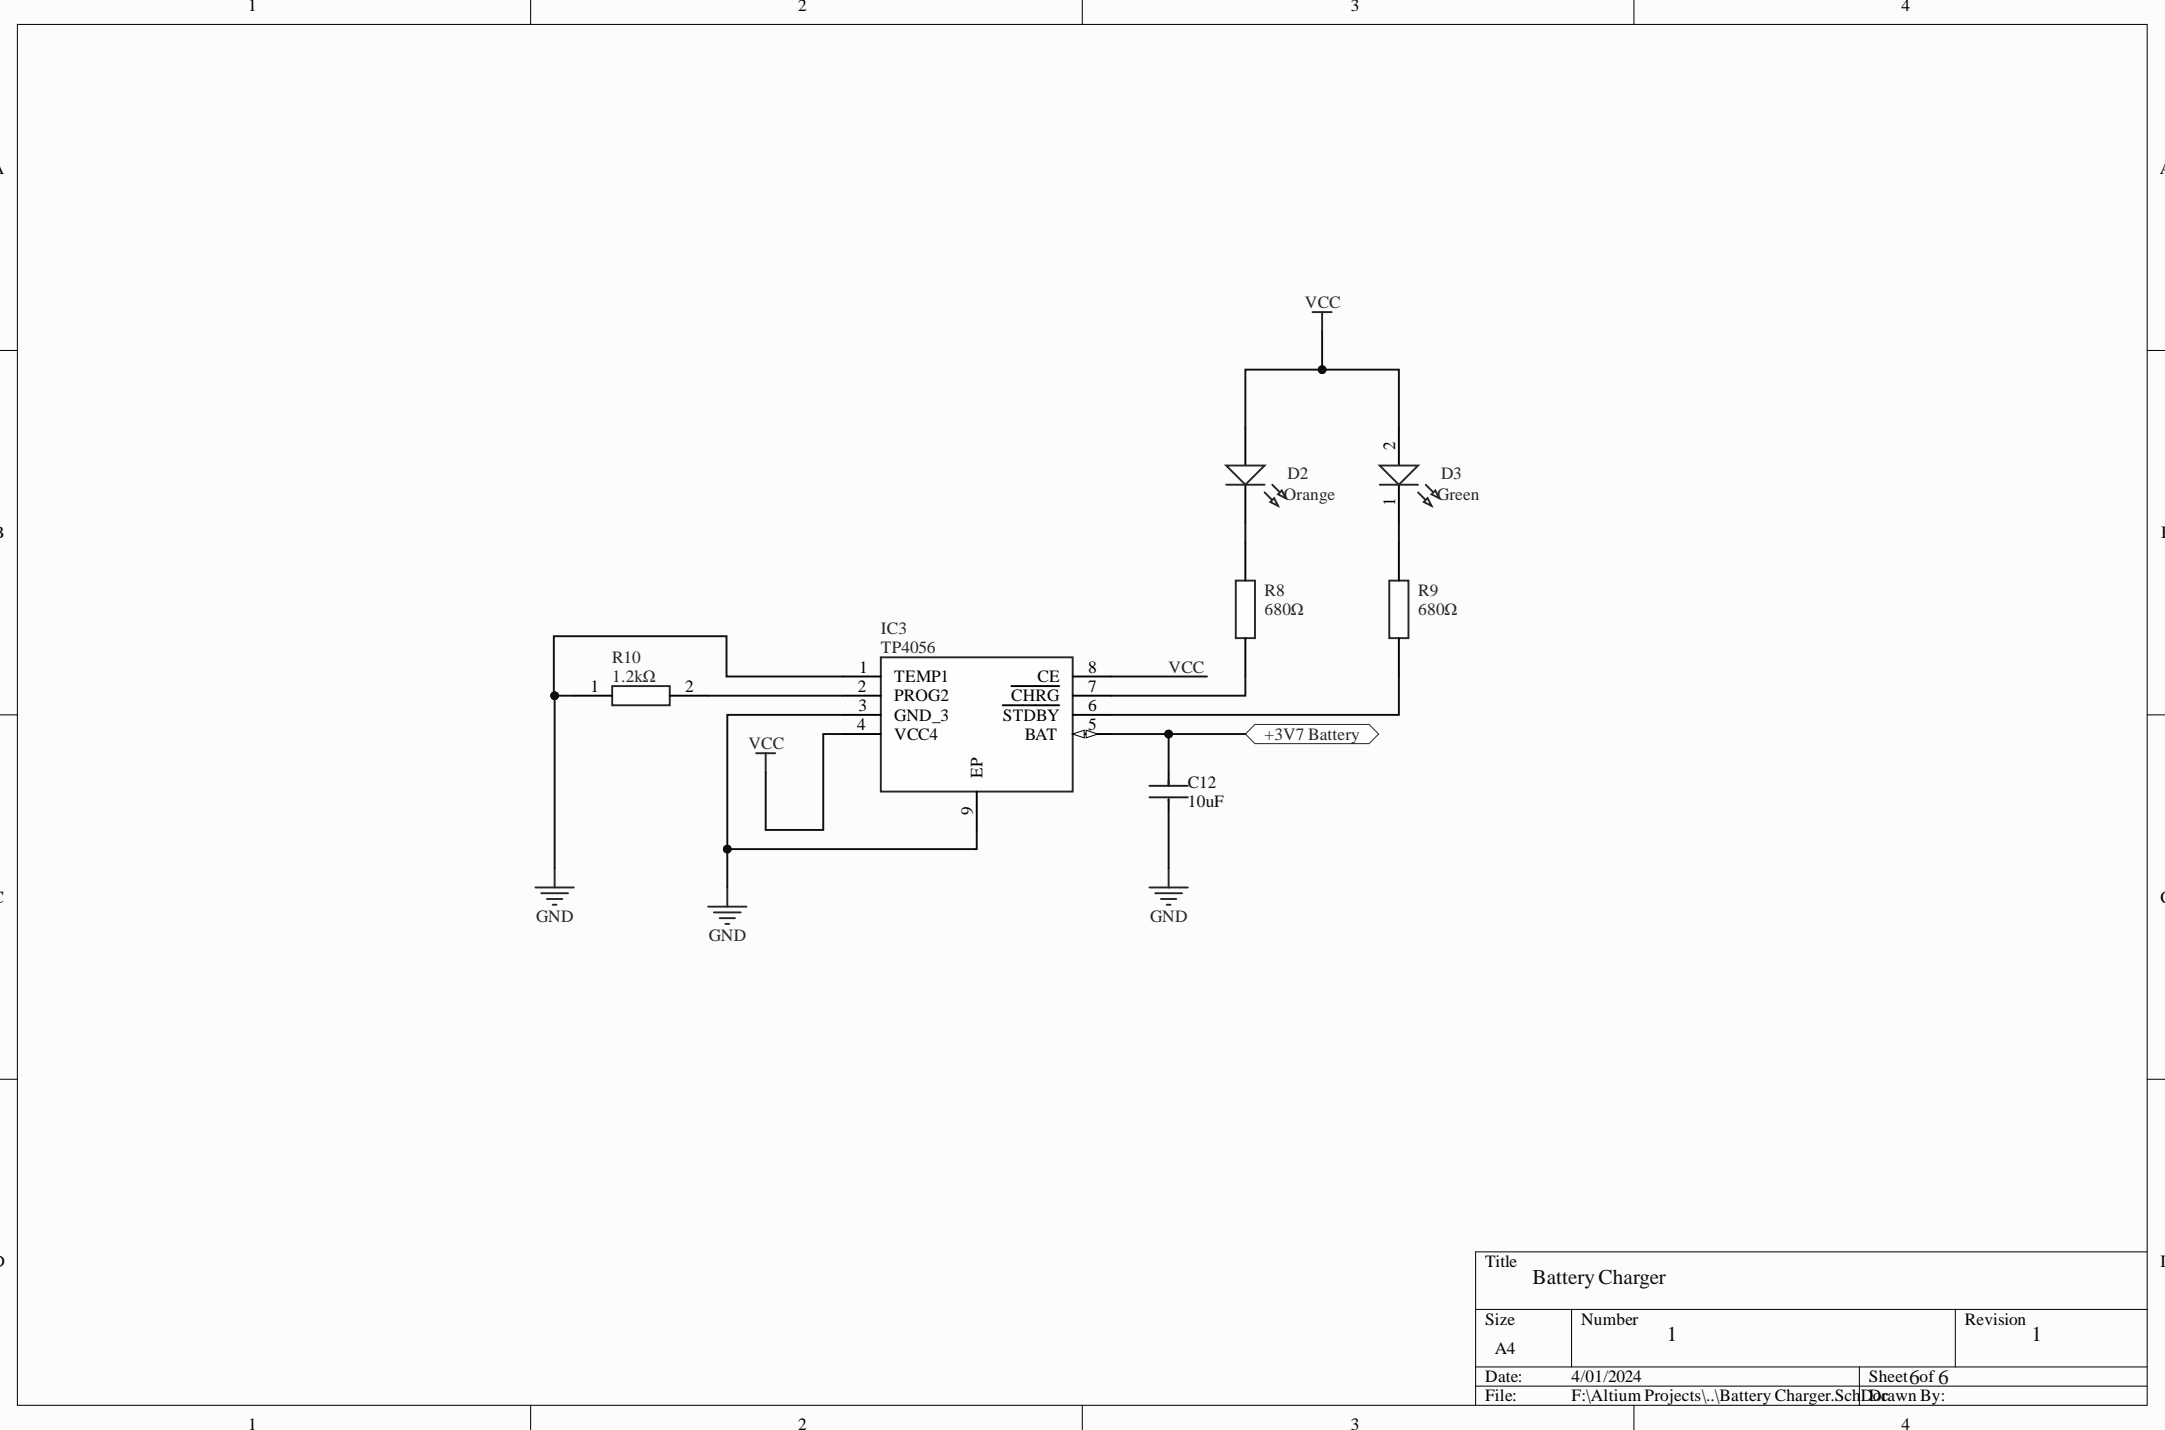 1 2 3 4
A A
VCC
2
D2 D3
Orange Green
1
B
R8 R9
680Ω 680Ω
IC3
TP4056
R10
1.2kΩ
1 2
1 TEMP1 CE 8 VCC
2 PROG2 CHRG 7
3 GND_3 STDBY 6
4 VCC4 BAT 5 +3V7 Battery
VCC
EP
9
C12
10uF
C
GND GND
GND
D
Title
Battery Charger
Size Number Revision
1 1
A4
Date: 4/01/2024 Sheet 6 of 6
File: F:\Altium Projects\..\Battery Charger.SchDoc Drawn By:
1 2 3 4